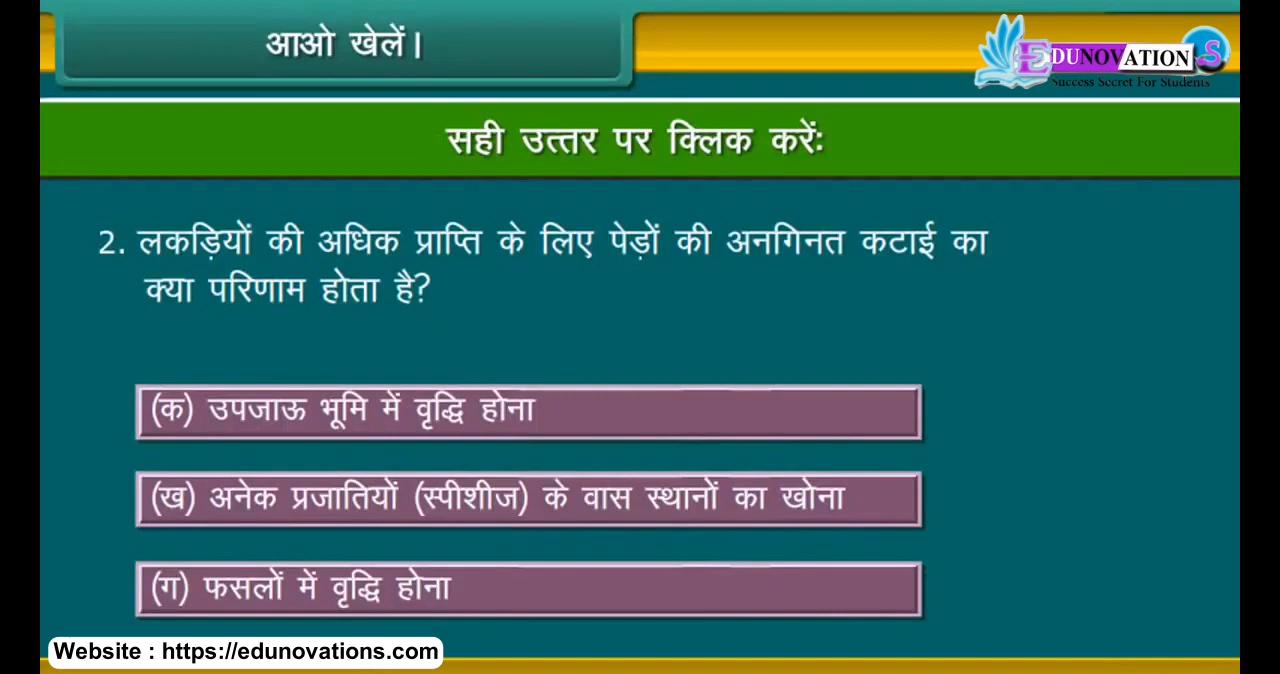 आओ खेलें।
EDUNOVATION S
Success Secret For Students
सही उत्तर पर क्लिक करें:
2. लकड़ियों की अधिक प्राप्ति के लिए पेड़ों की अनगिनत कटाई का
क्या परिणाम होता है?
(क) उपजाऊ भूमि में वृद्धि होना
(ख) अनेक प्रजातियों (स्पीशीज) के वास स्थानों का खोना
(ग) फसलों में वृद्धि होना
Website : https://edunovations.com